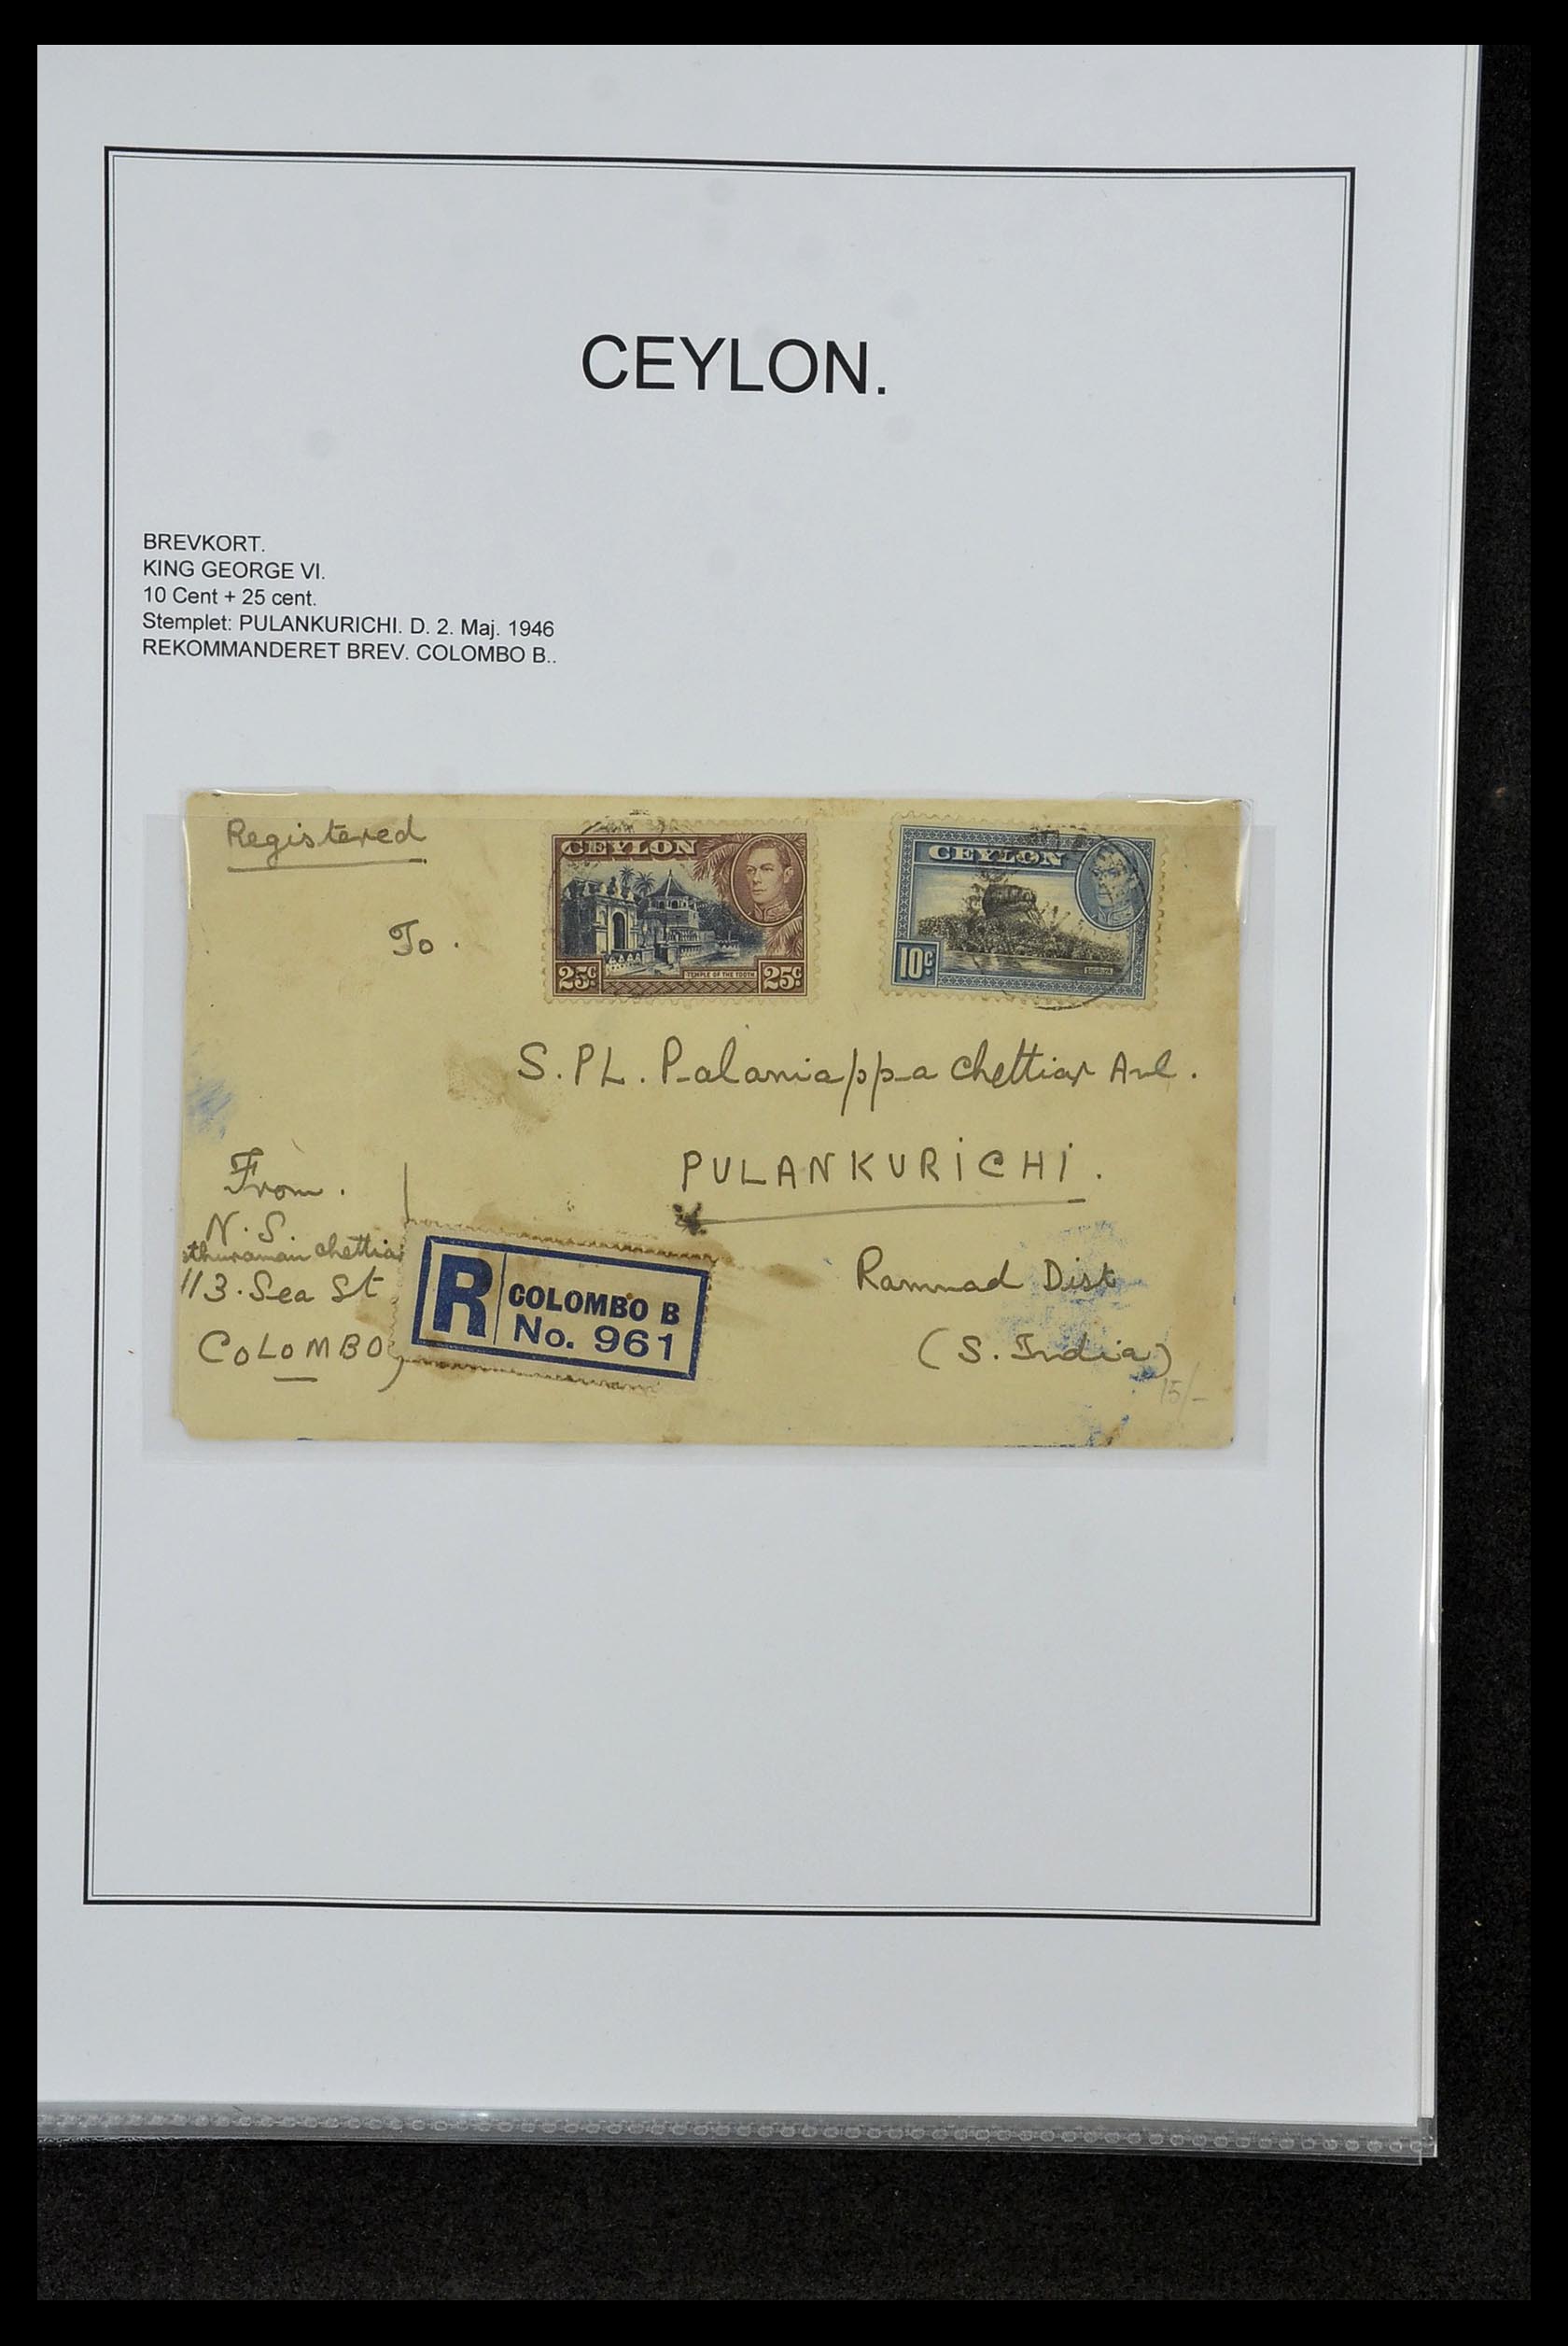 CEYLON.
BREVKORT.
KING GEORGE VI.
10 Cent + 25 cent.
Stemplet: PULANKURICHI. D. 2. Maj. 1946
REKOMMANDERET BREV. COLOMBO B..
Registered
To.
CEYLON
25c TEMPLE OF THE TOOTH 25c
CEYLON
10c
S.PL. Palaniappa chettiar Avl.
PULANKURICHI.
Ramnad Dist
(S. India)
15/-
From.
N.S.
chettiar
113. Sea St
COLOMBO
R COLOMBO B
No. 961